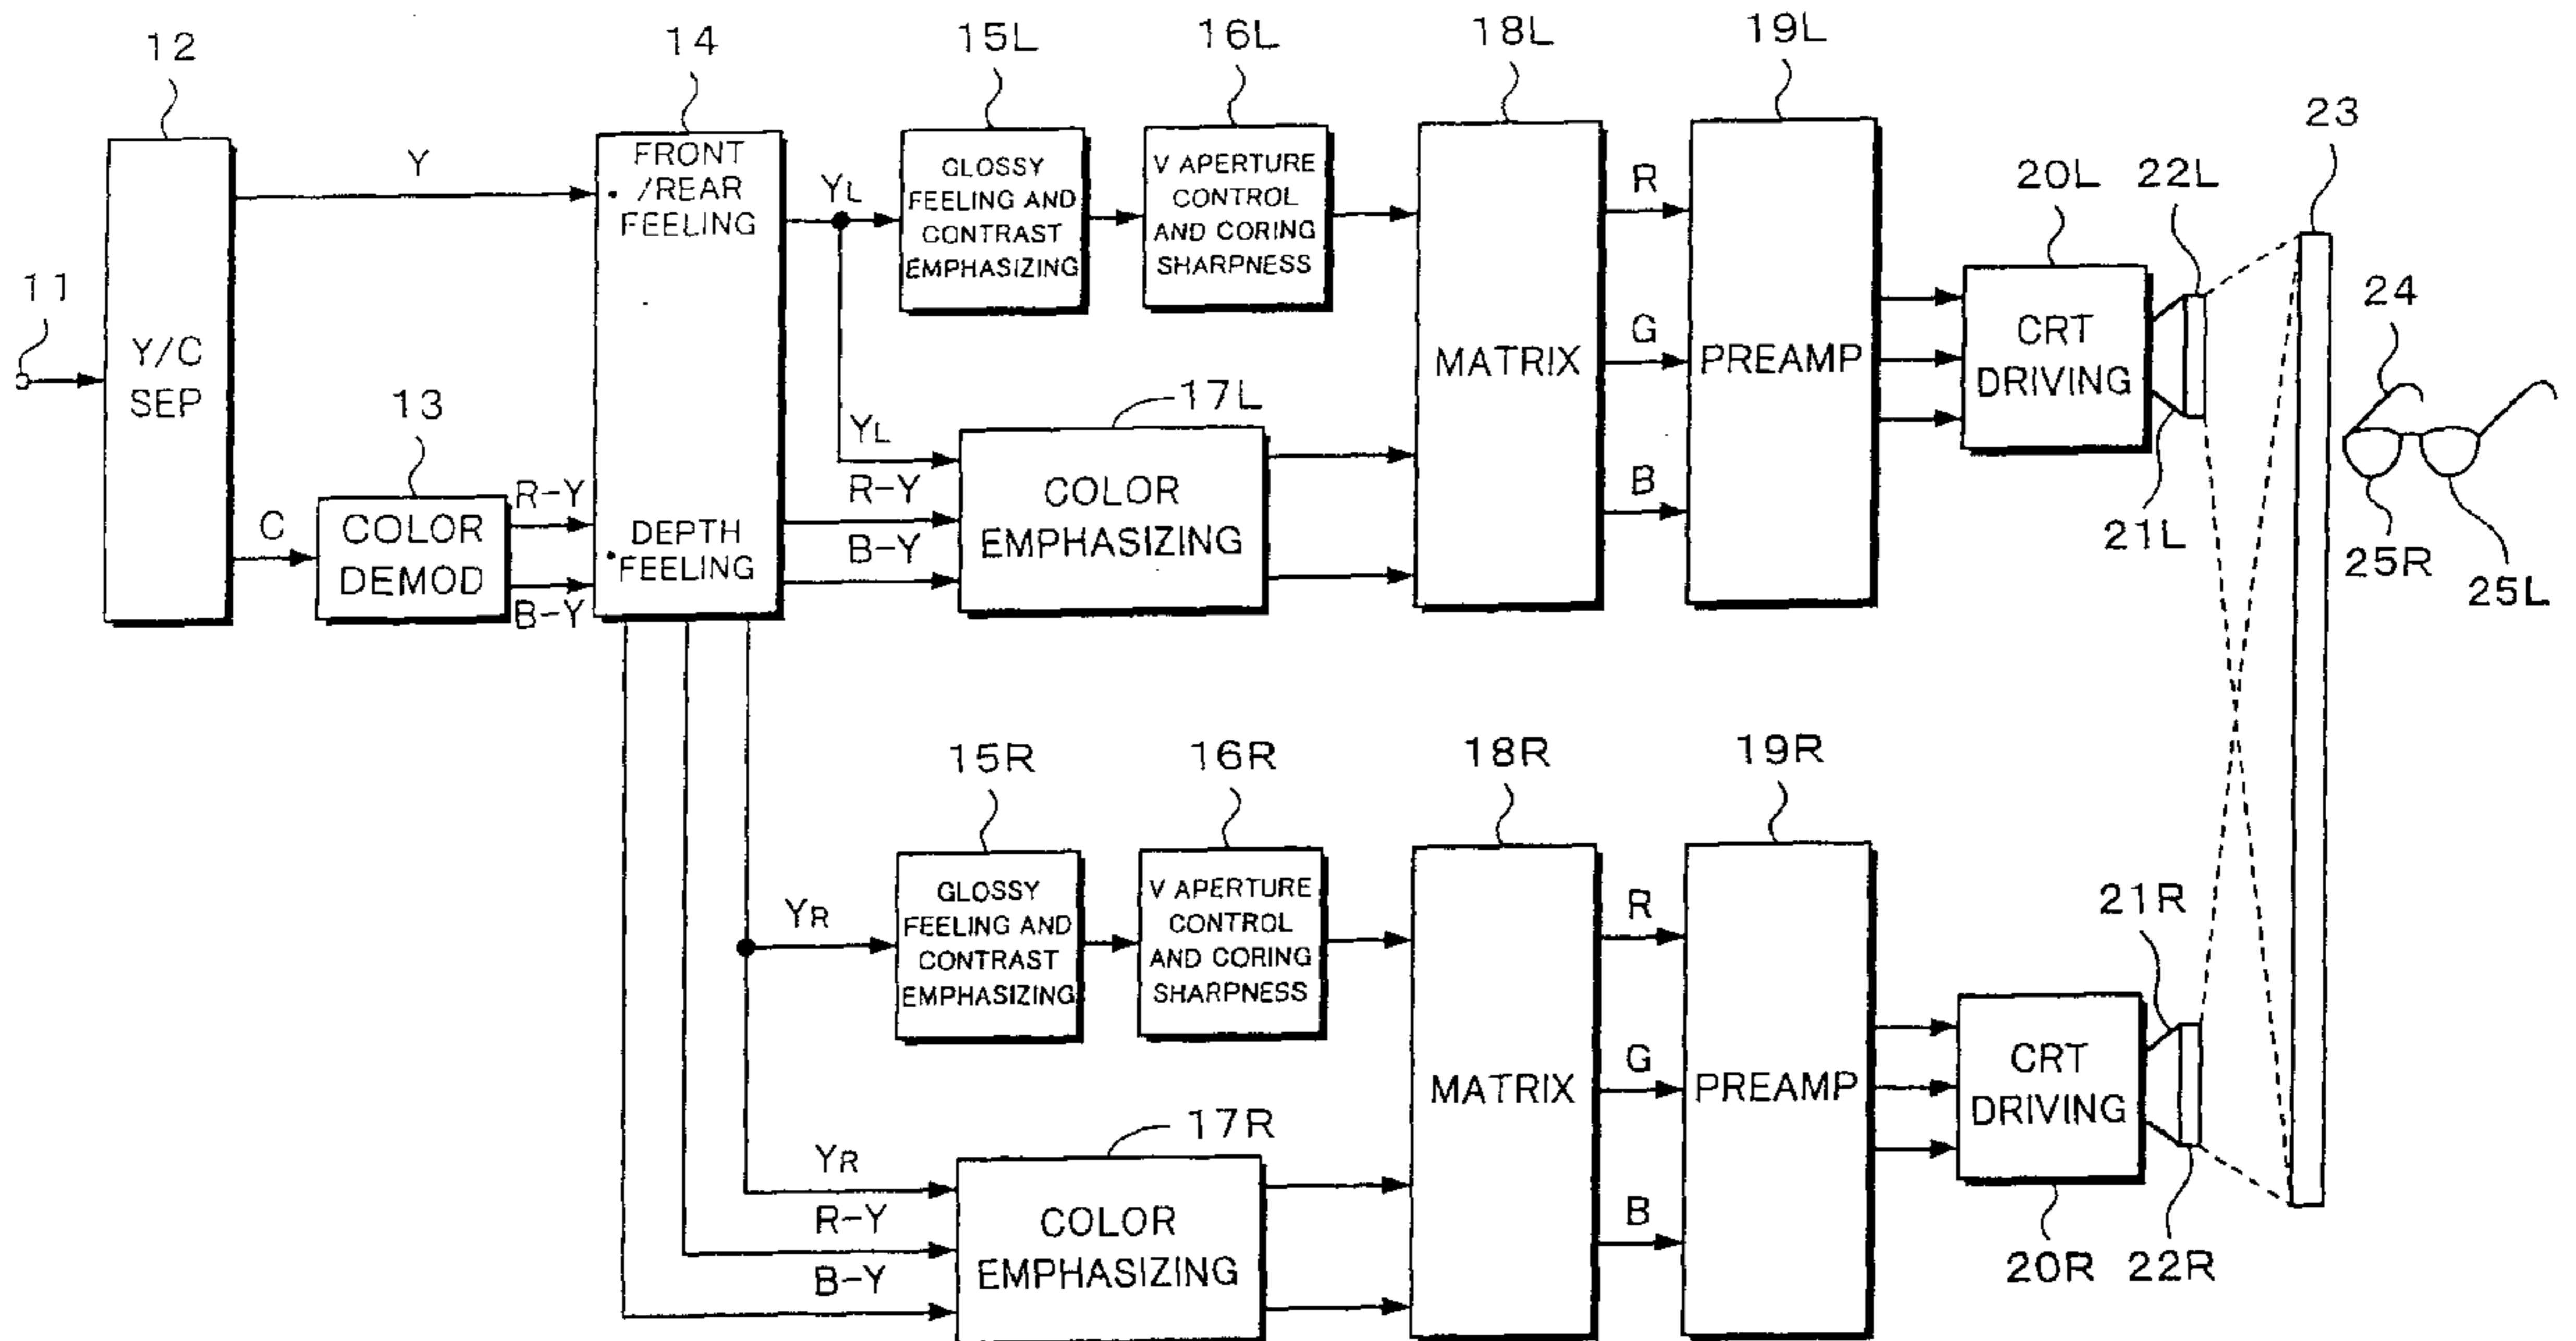 12
14
15L
16L
18L
19L
23
Y
FRONT
/REAR
FEELING
YL
GLOSSY
FEELING AND
CONTRAST
EMPHASIZING
V APERTURE
CONTROL
AND CORING
SHARPNESS
R
20L
22L
11
Y/C
SEP
13
MATRIX
G
PREAMP
CRT
DRIVING
24
17L
YL
R-Y
C
COLOR
DEMOD
R-Y
B-Y
DEPTH
FEELING
B-Y
COLOR
EMPHASIZING
B
21L
25R
25L
15R
16R
18R
19R
YR
GLOSSY
FEELING AND
CONTRAST
EMPHASIZING
V APERTURE
CONTROL
AND CORING
SHARPNESS
R
21R
MATRIX
G
PREAMP
CRT
DRIVING
17R
YR
R-Y
B-Y
COLOR
EMPHASIZING
B
20R
22R